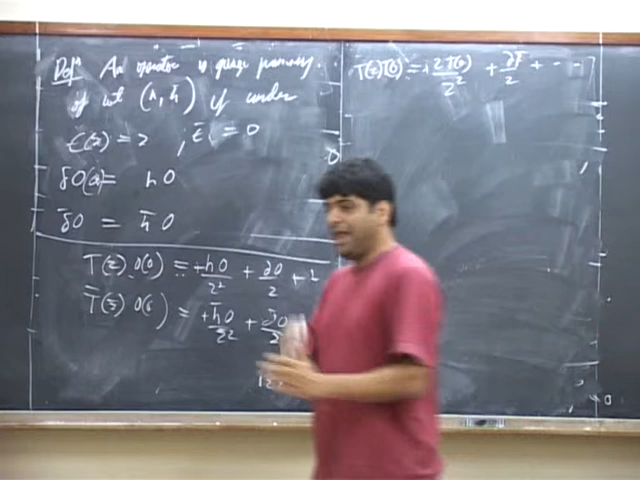 Def: An operator is quasi primary
of wt (h, h̄) if under
ε(z) = z ; ε̄ = 0
δO(z) = hO
δ̄O = h̄O
T(z) O(0) = + hO/z² + ∂O/z +
T̄(z̄) O(0) = + h̄O/z̄² +
T(z)T(0) = + 2T(0)/z² + ∂T/z + - -